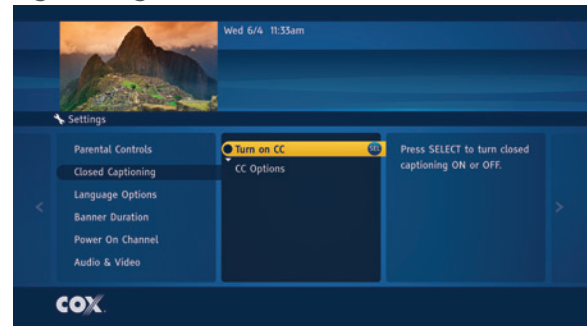 Wed 6/4 11:33am
Settings
Parental Controls
Closed Captioning
Language Options
Banner Duration
Power On Channel
Audio & Video
Turn on CC SEL
CC Options
Press SELECT to turn closed
captioning ON or OFF.
COX